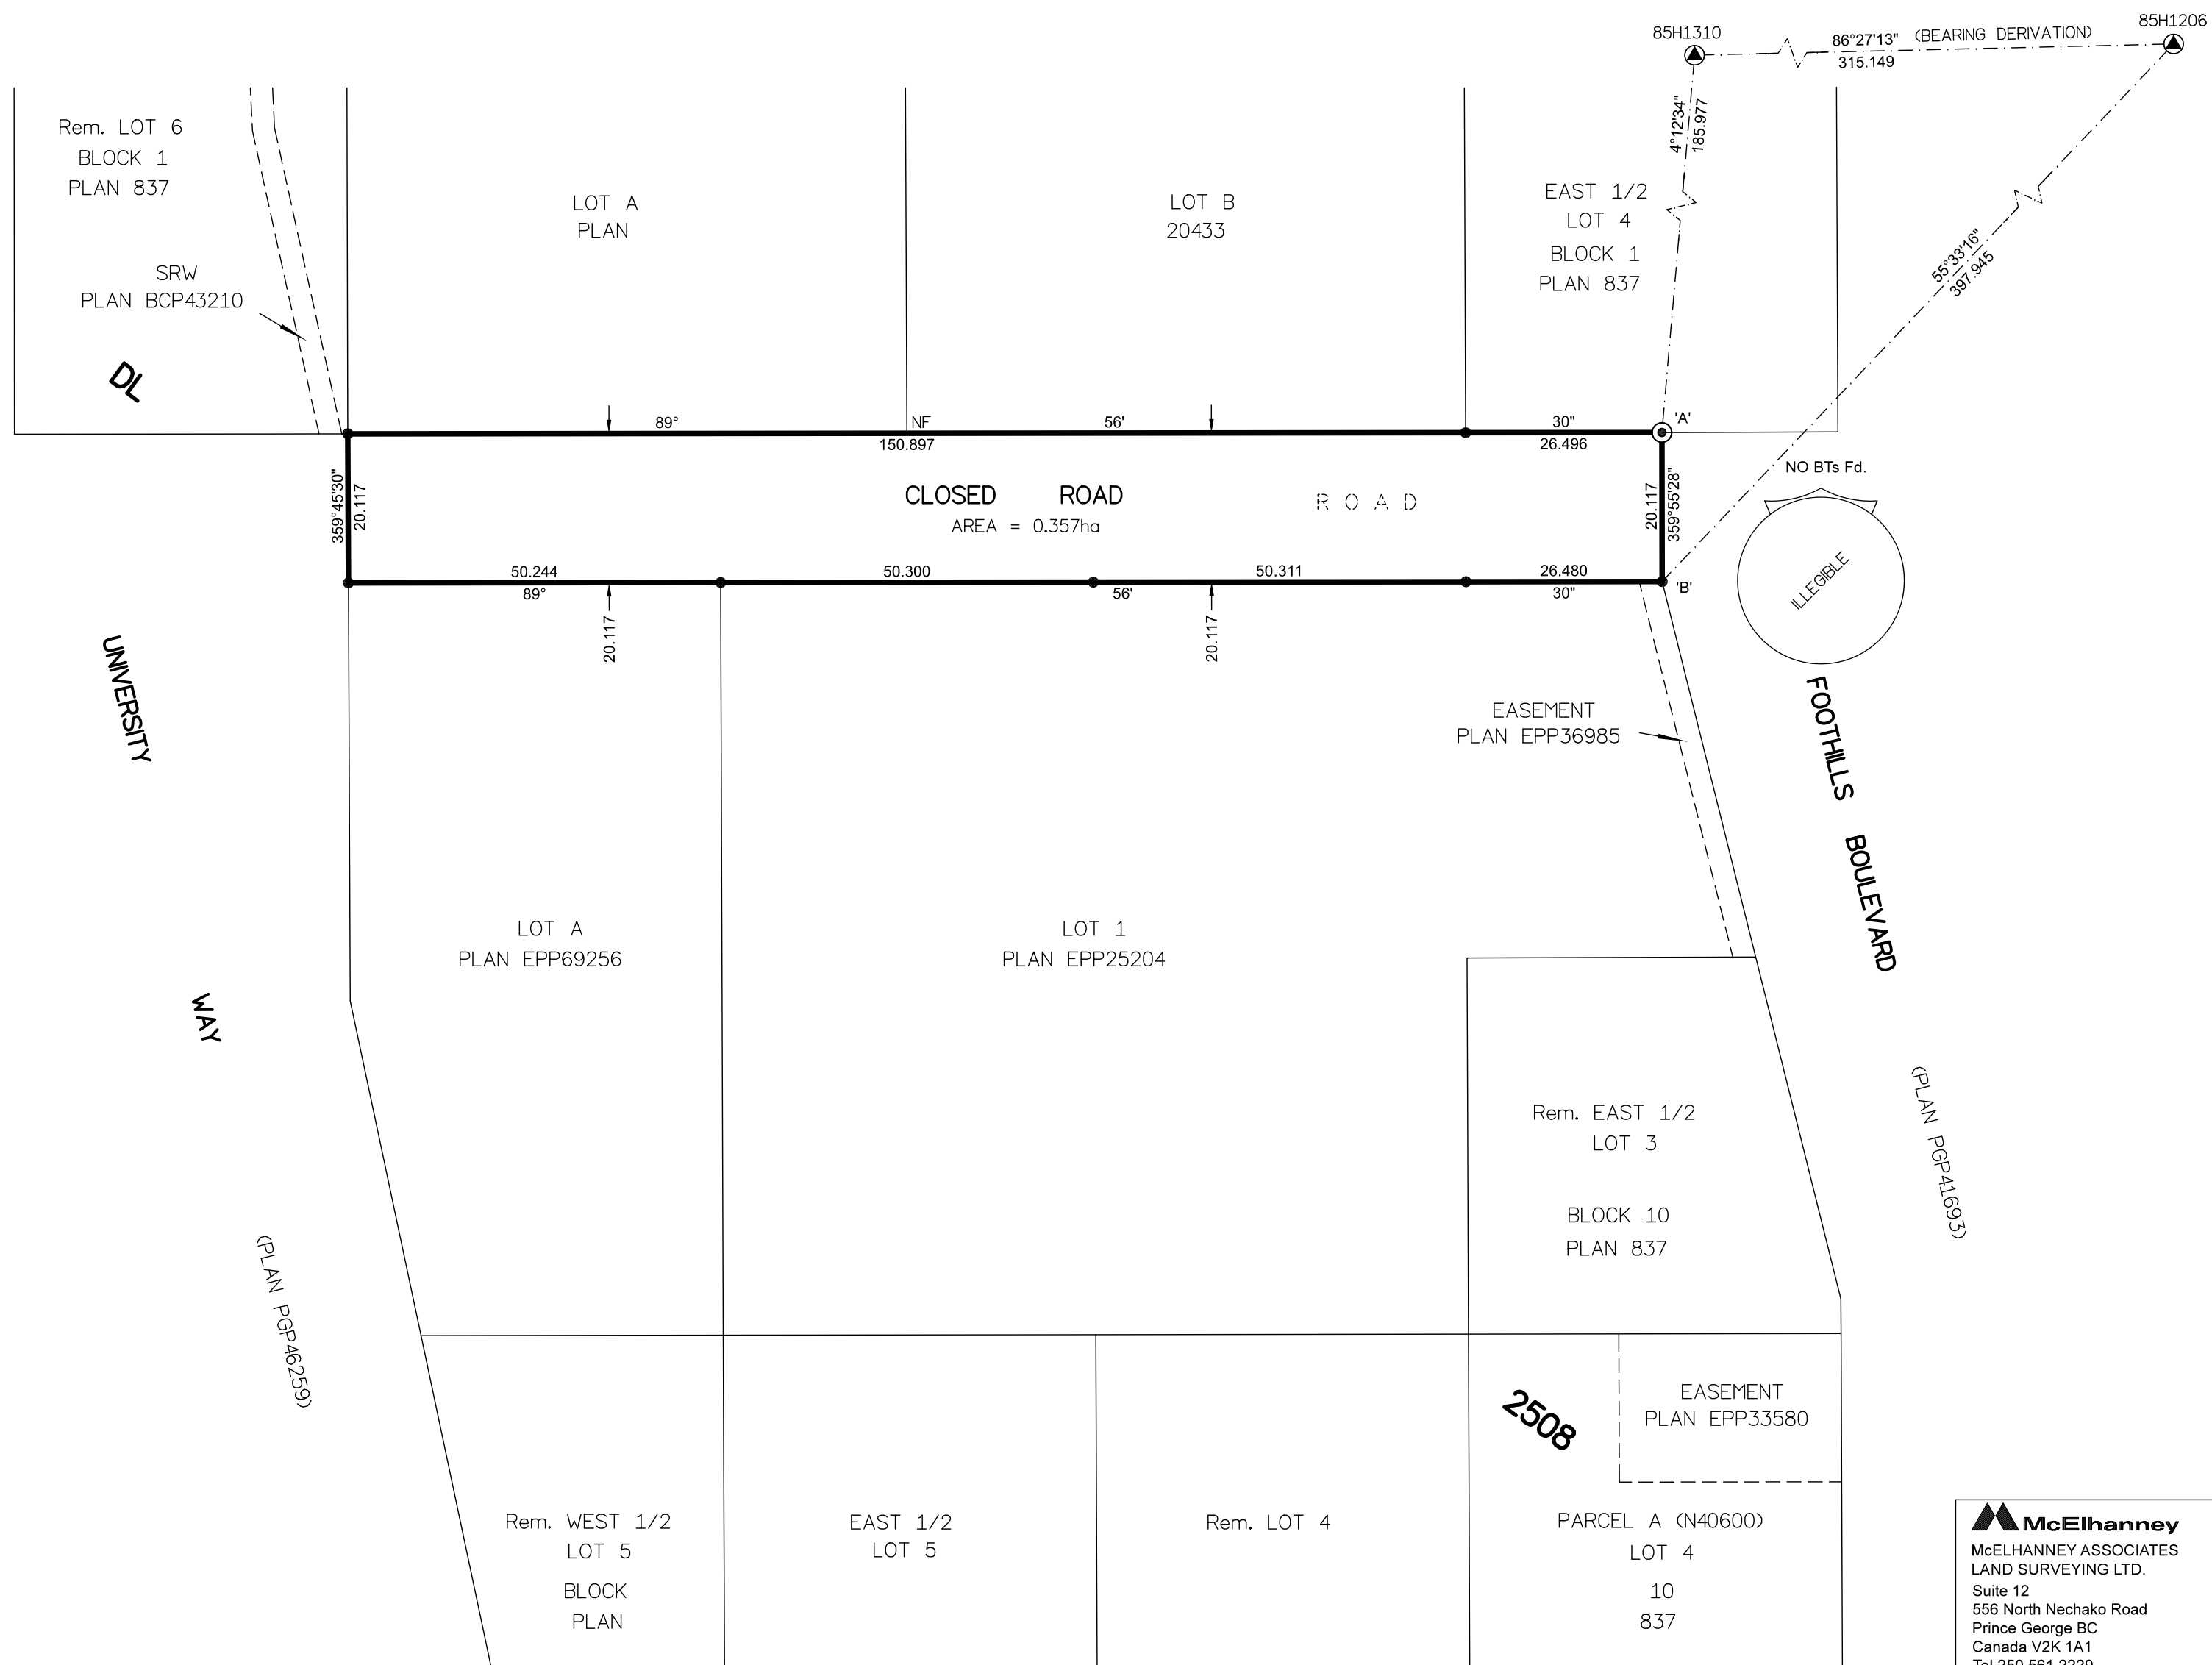 85H1310
85H1206
86°27'13" (BEARING DERIVATION)
315.149
4°12'34"
185.977
55°33'16"
397.945
Rem. LOT 6
BLOCK 1
PLAN 837
SRW
PLAN BCP43210
DL
LOT A
PLAN
LOT B
20433
EAST 1/2
LOT 4
BLOCK 1
PLAN 837
89° NF 56' 30" 'A'
150.897 26.496
359°45'30"
20.117
CLOSED ROAD
AREA = 0.357ha
ROAD
20.117
359°55'28"
NO BTs Fd.
ILLEGIBLE
50.244 50.300 50.311 26.480
89° 56' 30" 'B'
20.117
20.117
UNIVERSITY
WAY
(PLAN PGP46259)
EASEMENT
PLAN EPP36985
FOOTHILLS BOULEVARD
(PLAN PGP41693)
LOT A
PLAN EPP69256
LOT 1
PLAN EPP25204
Rem. EAST 1/2
LOT 3
BLOCK 10
PLAN 837
2508
EASEMENT
PLAN EPP33580
Rem. WEST 1/2
LOT 5
BLOCK
PLAN
EAST 1/2
LOT 5
Rem. LOT 4
PARCEL A (N40600)
LOT 4
10
837
McElhanney
McELHANNEY ASSOCIATES
LAND SURVEYING LTD.
Suite 12
556 North Nechako Road
Prince George BC
Canada V2K 1A1
Tel 250 561 2229